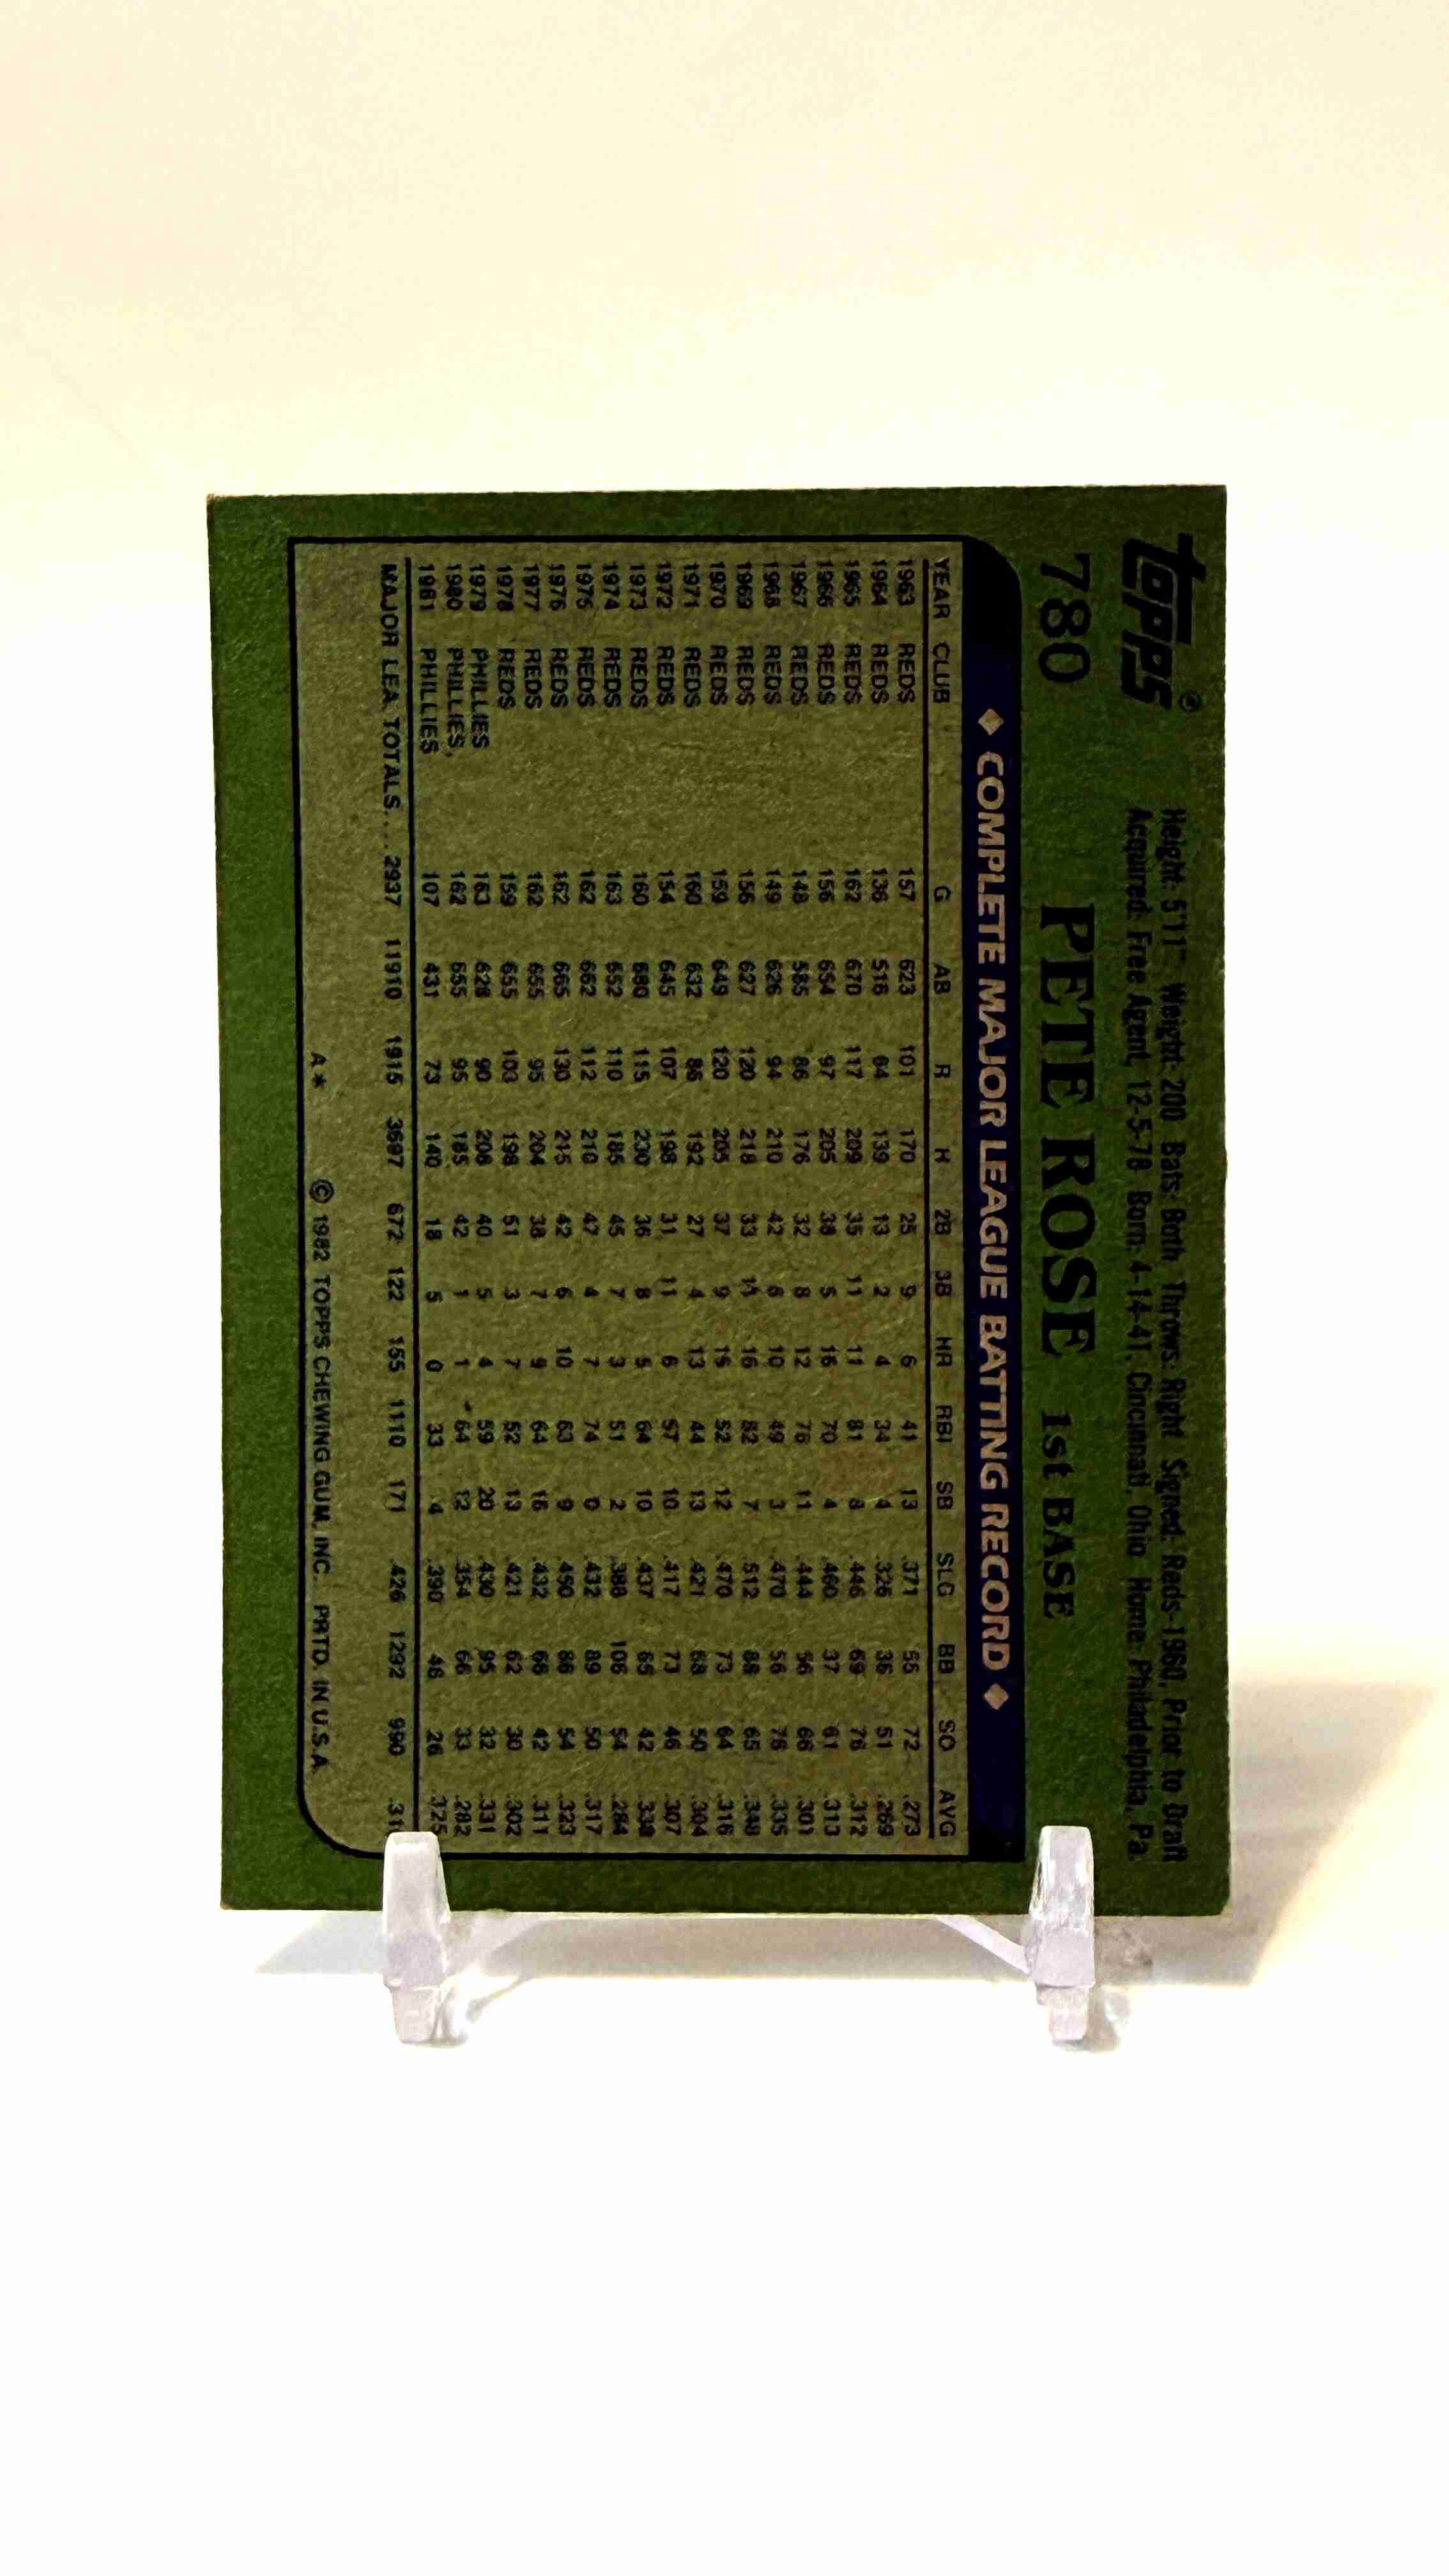 topps®
Height: 5'11" Weight: 200 Bats: Both Throws: Right Signed: Reds-1960, Prior to Draft
Acquired: Free Agent, 12-5-78 Born: 4-14-41, Cincinnati, Ohio Home: Philadelphia, Pa.
780 PETE ROSE 1st BASE
◆ COMPLETE MAJOR LEAGUE BATTING RECORD ◆
YEAR CLUB G AB R H 2B 3B HR RBI SB SLG BB SO AVG
1963 REDS 157 623 101 170 25 9 6 41 13 .371 55 72 .273
1964 REDS 136 516 64 139 13 2 4 34 4 .326 36 51 .269
1965 REDS 162 670 117 209 35 11 11 81 8 .446 69 76 .312
1966 REDS 156 654 97 205 38 5 16 70 4 .460 37 61 .313
1967 REDS 148 585 86 176 32 8 12 76 11 .444 56 66 .301
1968 REDS 149 626 94 210 42 6 10 49 3 .470 56 76 .335
1969 REDS 156 627 120 218 33 11 16 82 7 .512 88 65 .348
1970 REDS 159 649 120 205 37 9 15 52 12 .470 73 64 .316
1971 REDS 160 632 86 192 27 4 13 44 13 .421 68 50 .304
1972 REDS 154 645 107 198 31 11 6 57 10 .417 73 46 .307
1973 REDS 160 680 115 230 36 8 5 64 10 .437 65 42 .338
1974 REDS 163 652 110 185 45 7 3 51 2 .388 106 54 .284
1975 REDS 162 662 112 210 47 4 7 74 0 .432 89 50 .317
1976 REDS 162 665 130 215 42 6 10 63 9 .450 86 54 .323
1977 REDS 162 655 95 204 38 7 9 64 16 .432 66 42 .311
1978 REDS 159 655 103 198 51 3 7 52 13 .421 62 30 .302
1979 PHILLIES 163 628 90 208 40 5 4 59 20 .430 95 32 .331
1980 PHILLIES 162 655 95 185 42 1 1 64 12 .354 66 33 .282
1981 PHILLIES 107 431 73 140 18 5 0 33 4 .390 46 26 .325
MAJOR LEA. TOTALS... 2937 11910 1915 3697 672 122 155 1110 171 .426 1292 990
A* © 1982 TOPPS CHEWING GUM, INC. PRTD. IN U.S.A.